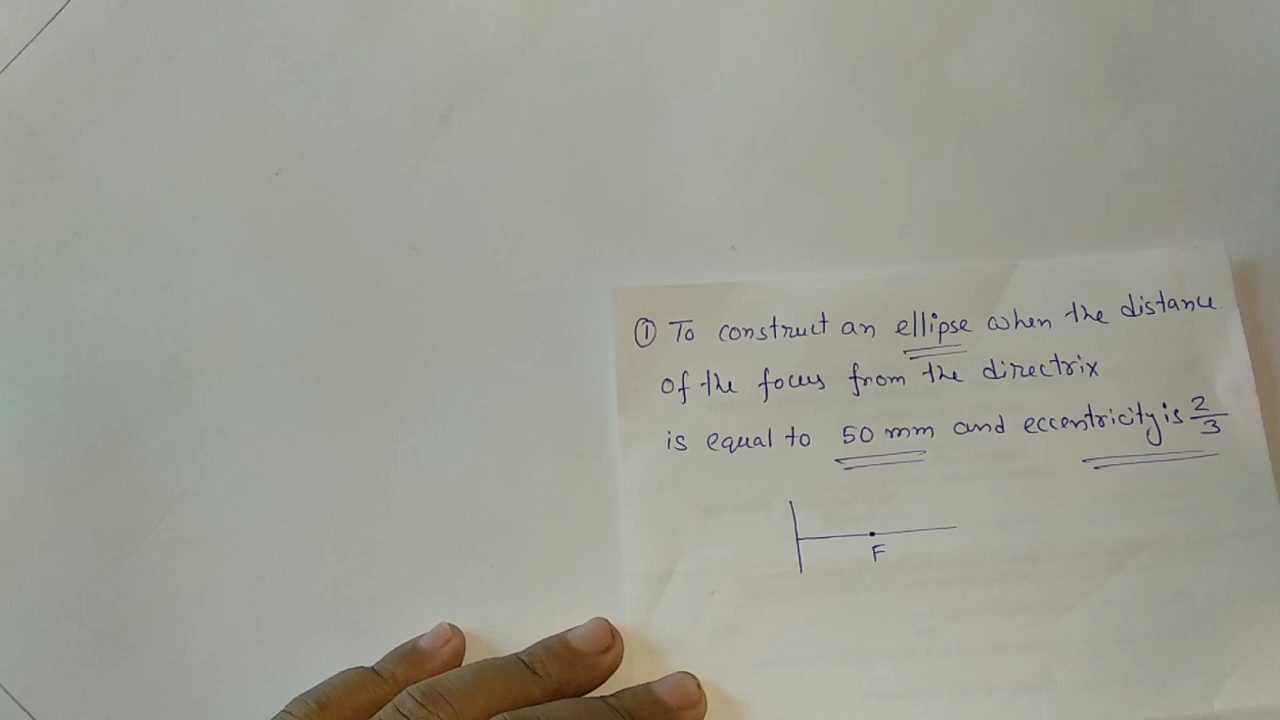 ① To construct an ellipse when the distance
of the focus from the directrix
is equal to 50 mm and eccentricity is 2/3
F